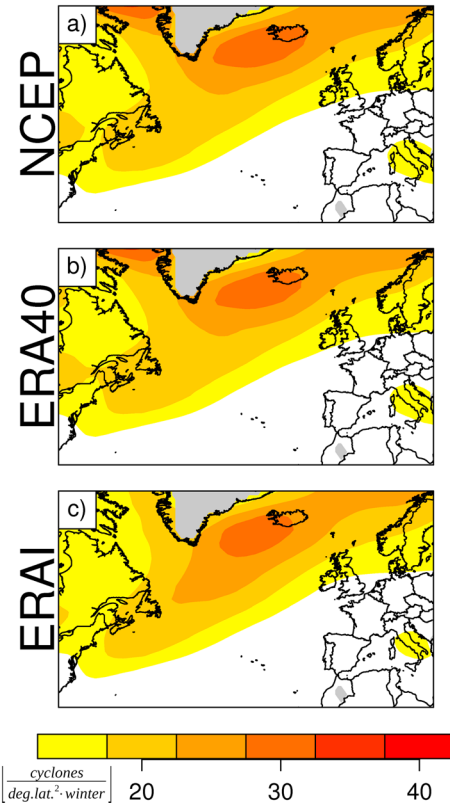 a)
NCEP
b)
ERA40
c)
ERAI
cyclones
deg.lat.² · winter
20
30
40